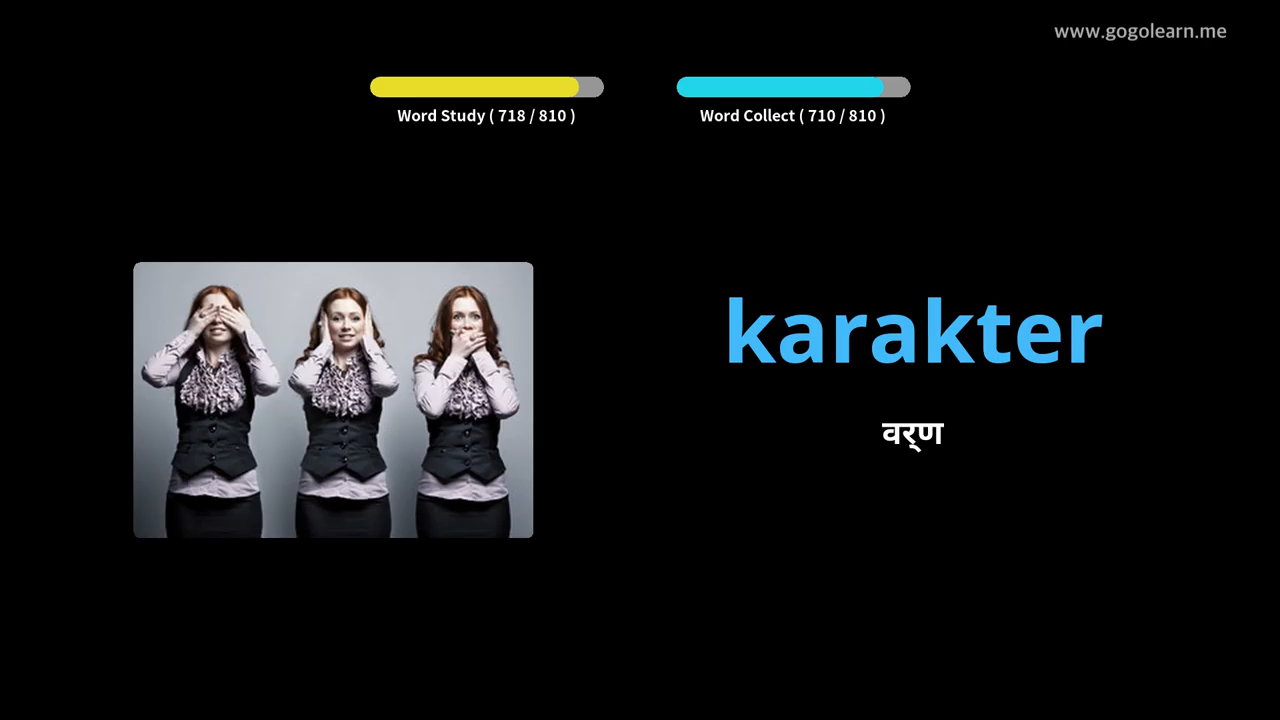 www.gogolearn.me
Word Study ( 718 / 810 )
Word Collect ( 710 / 810 )
karakter
वर्ण